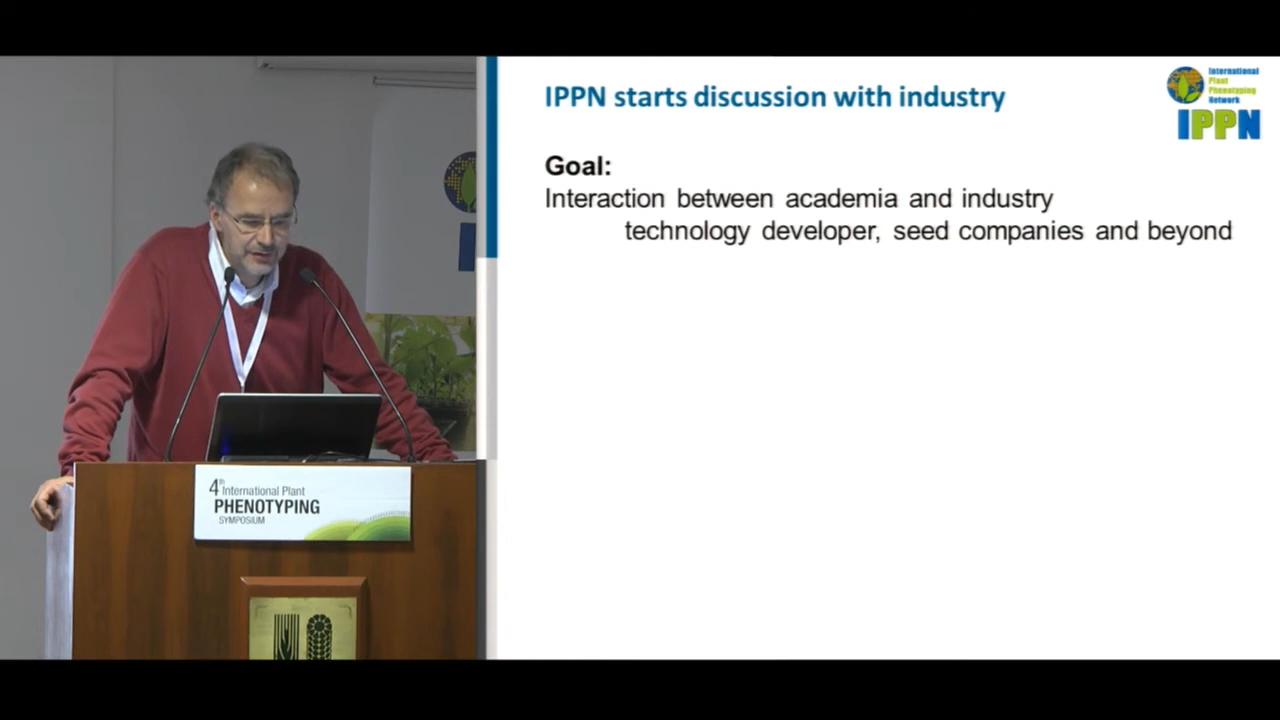 IPPN starts discussion with industry
International
Plant
Phenotyping
Network
IPPN
Goal:
Interaction between academia and industry
technology developer, seed companies and beyond
4th International Plant
PHENOTYPING
SYMPOSIUM